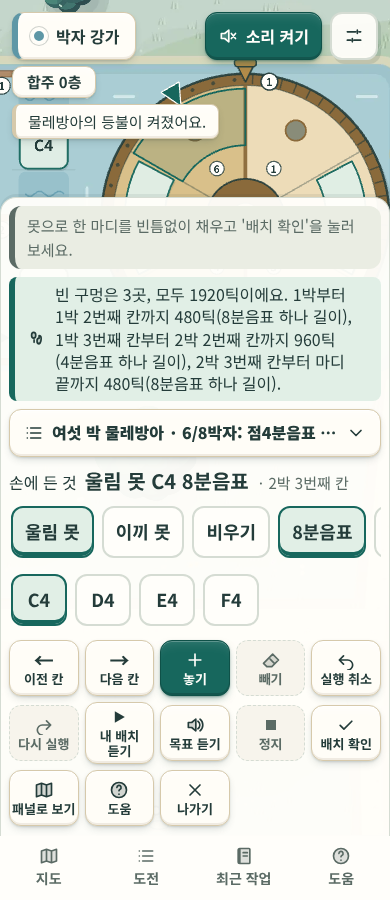 박자 강가
소리 켜기
합주 0층
1
1
물레방아의 등불이 켜졌어요.
C4
6
1
못으로 한 마디를 빈틈없이 채우고 '배치 확인'을 눌러
보세요.
빈 구멍은 3곳, 모두 1920틱이에요. 1박부터
1박 2번째 칸까지 480틱(8분음표 하나 길이),
1박 3번째 칸부터 2박 2번째 칸까지 960틱
(4분음표 하나 길이), 2박 3번째 칸부터 마디
끝까지 480틱(8분음표 하나 길이).
여섯 박 물레방아 · 6/8박자: 점4분음표 …
손에 든 것 울림 못 C4 8분음표 · 2박 3번째 칸
울림 못 이끼 못 비우기 8분음표
C4 D4 E4 F4
이전 칸 다음 칸 놓기 빼기 실행 취소
다시 실행 내 배치 듣기 목표 듣기 정지 배치 확인
패널로 보기 도움 나가기
지도 도전 최근 작업 도움